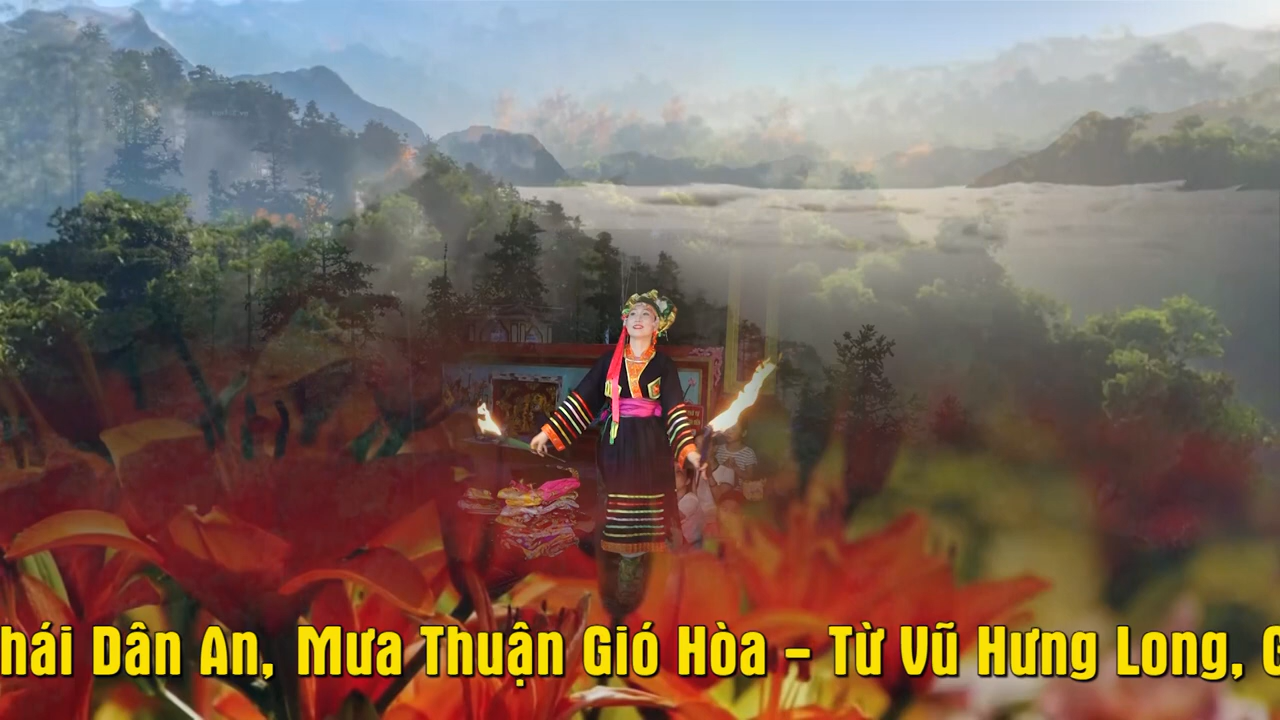 hái Dân An, Mưa Thuận Gió Hòa – Từ Vũ Hưng Long, G